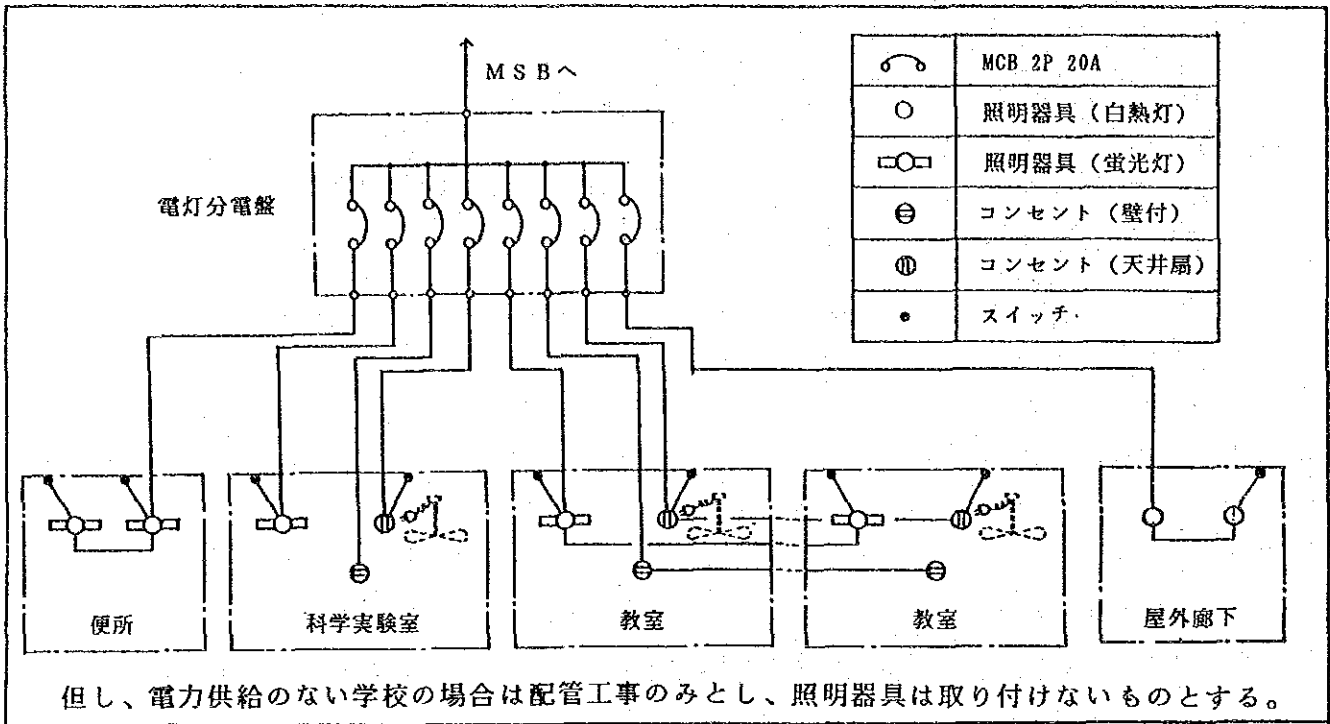 MSBへ
電灯分電盤
MCB 2P 20A
照明器具（白熱灯）
照明器具（蛍光灯）
コンセント（壁付）
コンセント（天井扇）
スイッチ
便所
科学実験室
教室
教室
屋外廊下
但し、電力供給のない学校の場合は配管工事のみとし、照明器具は取り付けないものとする。